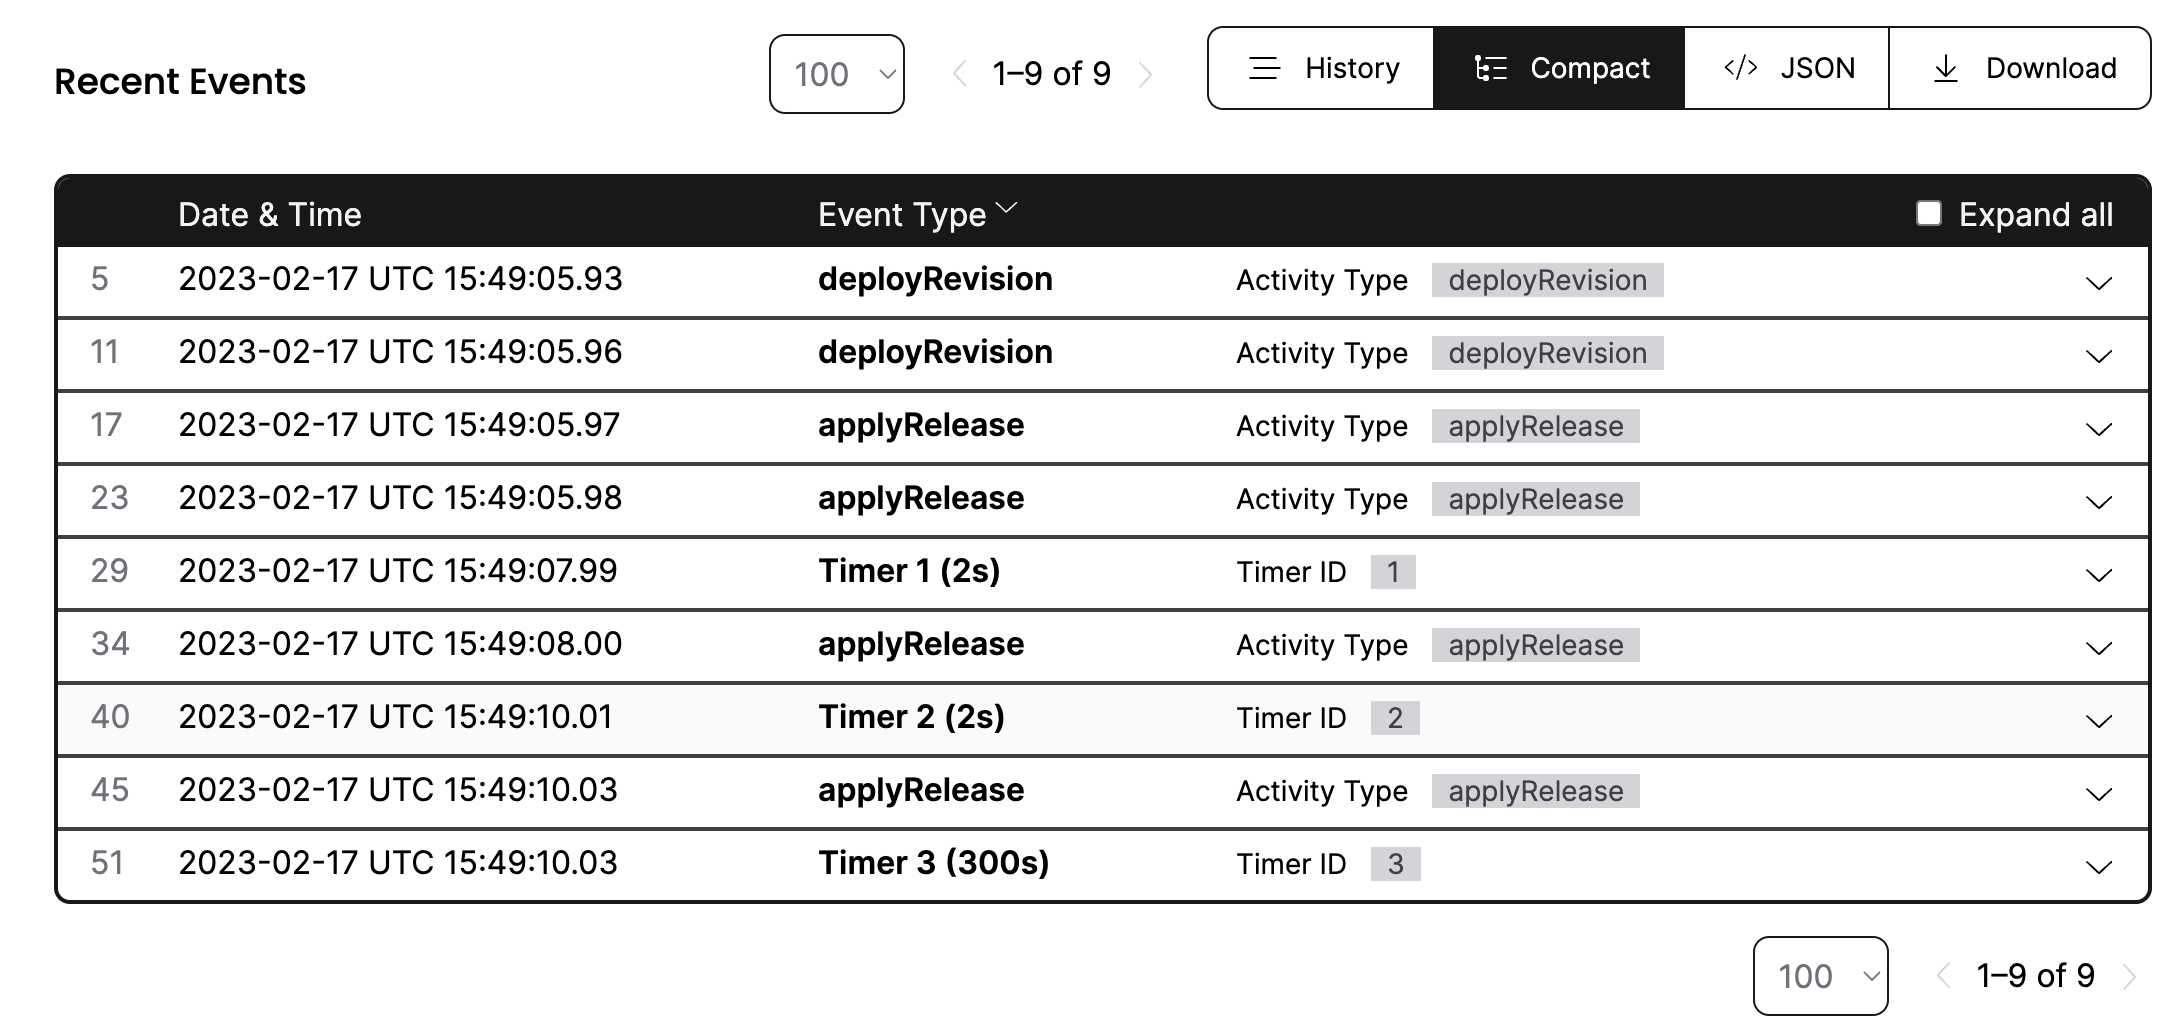 Recent Events
100 1–9 of 9 History Compact </> JSON Download
Date & Time Event Type Expand all
5 2023-02-17 UTC 15:49:05.93 deployRevision Activity Type deployRevision
11 2023-02-17 UTC 15:49:05.96 deployRevision Activity Type deployRevision
17 2023-02-17 UTC 15:49:05.97 applyRelease Activity Type applyRelease
23 2023-02-17 UTC 15:49:05.98 applyRelease Activity Type applyRelease
29 2023-02-17 UTC 15:49:07.99 Timer 1 (2s) Timer ID 1
34 2023-02-17 UTC 15:49:08.00 applyRelease Activity Type applyRelease
40 2023-02-17 UTC 15:49:10.01 Timer 2 (2s) Timer ID 2
45 2023-02-17 UTC 15:49:10.03 applyRelease Activity Type applyRelease
51 2023-02-17 UTC 15:49:10.03 Timer 3 (300s) Timer ID 3
100 1–9 of 9